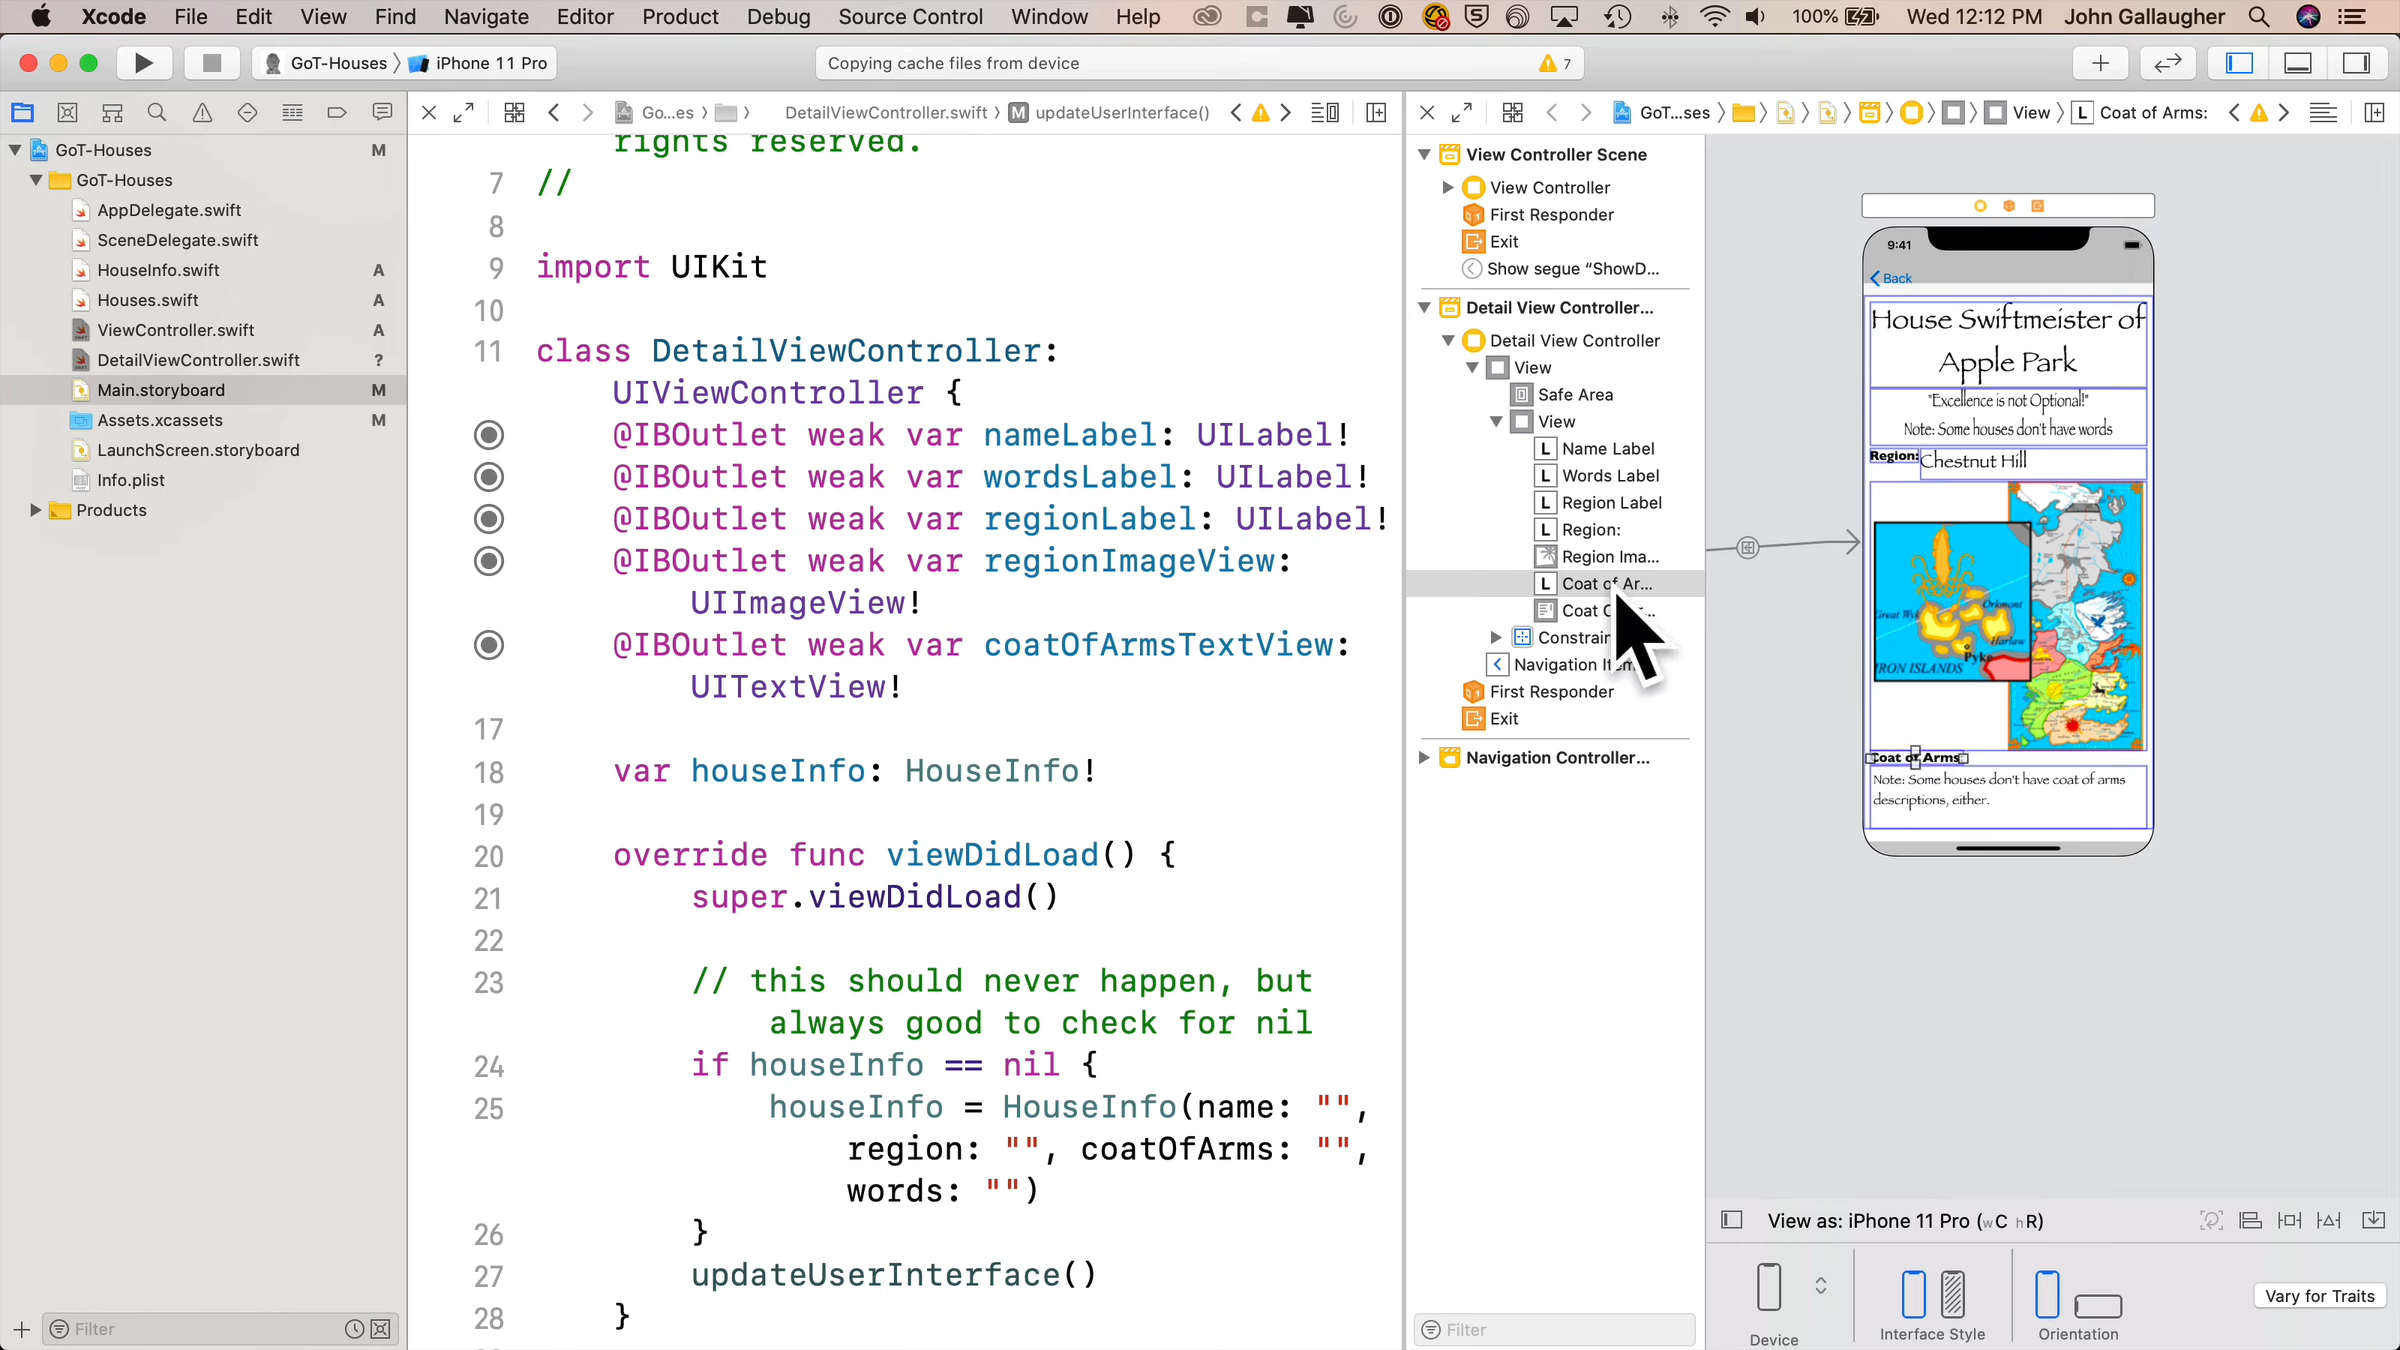 Xcode File Edit View Find Navigate Editor Product Debug Source Control Window Help 100% Wed 12:12 PM John Gallaugher
GoT-Houses iPhone 11 Pro
Copying cache files from device 7
Go...es DetailViewController.swift M updateUserInterface()
GoT...ses View L Coat of Arms:
GoT-Houses M
GoT-Houses
AppDelegate.swift
SceneDelegate.swift
HouseInfo.swift A
Houses.swift A
ViewController.swift A
DetailViewController.swift ?
Main.storyboard M
Assets.xcassets M
LaunchScreen.storyboard
Info.plist
Products
Filter
rights reserved.
7 //
8
9 import UIKit
10
11 class DetailViewController:
UIViewController {
@IBOutlet weak var nameLabel: UILabel!
@IBOutlet weak var wordsLabel: UILabel!
@IBOutlet weak var regionLabel: UILabel!
@IBOutlet weak var regionImageView:
UIImageView!
@IBOutlet weak var coatOfArmsTextView:
UITextView!
17
18 var houseInfo: HouseInfo!
19
20 override func viewDidLoad() {
21 super.viewDidLoad()
22
23 // this should never happen, but
always good to check for nil
24 if houseInfo == nil {
25 houseInfo = HouseInfo(name: "",
region: "", coatOfArms: "",
words: "")
26 }
27 updateUserInterface()
28 }
View Controller Scene
View Controller
First Responder
Exit
Show segue “ShowD...
Detail View Controller...
Detail View Controller
View
Safe Area
View
L Name Label
L Words Label
L Region Label
L Region:
Region Ima...
L Coat of Ar...
Coat
Constrain
Navigation Item
First Responder
Exit
Navigation Controller...
Filter
9:41
Back
House Swiftmeister of
Apple Park
"Excellence is not Optional!"
Note: Some houses don't have words
Region: Chestnut Hill
Great Wyk
Orkmont
Harlaw
Pyke
IRON ISLANDS
Coat of Arms:
Note: Some houses don't have coat of arms
descriptions, either.
View as: iPhone 11 Pro (wC hR)
Device
Interface Style
Orientation
Vary for Traits